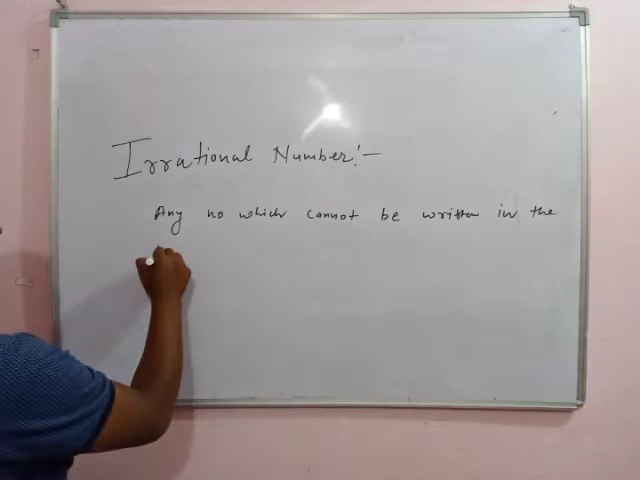 Irrational Number:-
Any no which cannot be written in the